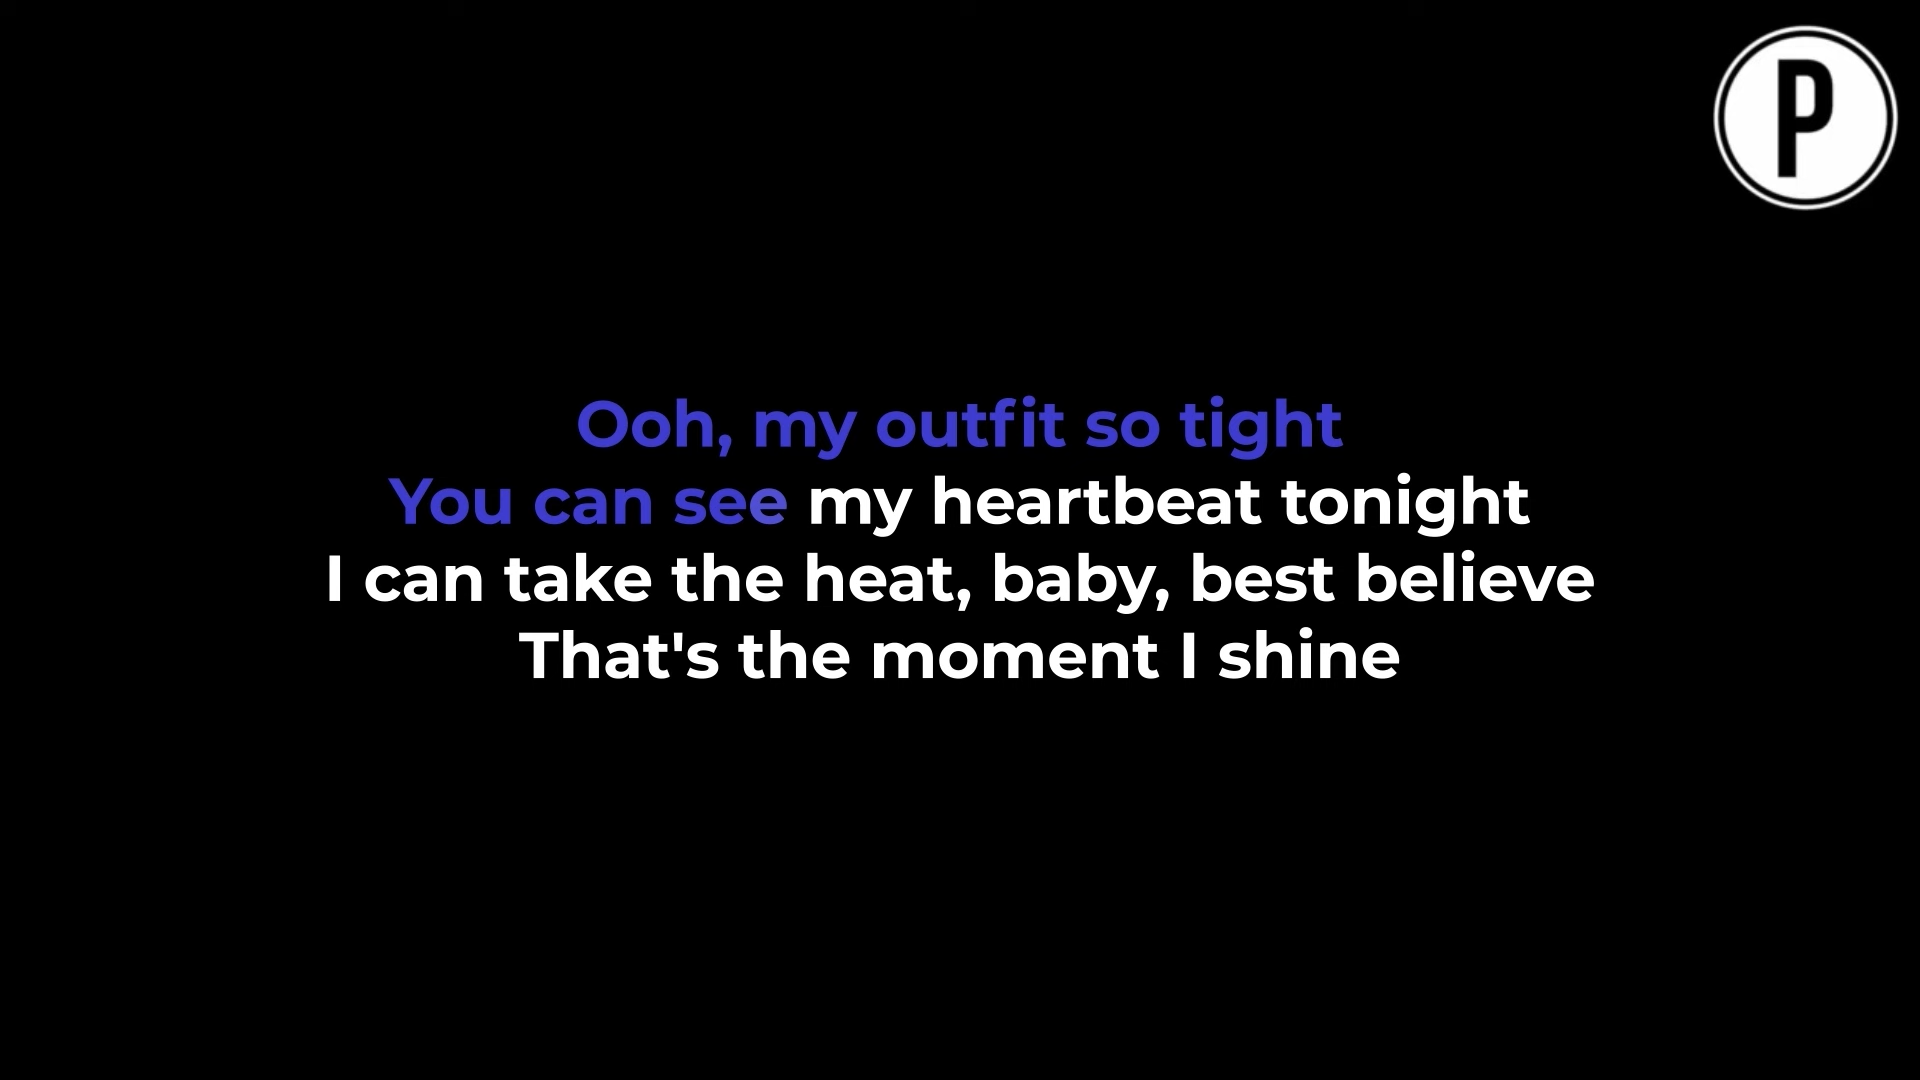 P
Ooh, my outfit so tight
You can see my heartbeat tonight
I can take the heat, baby, best believe
That's the moment I shine